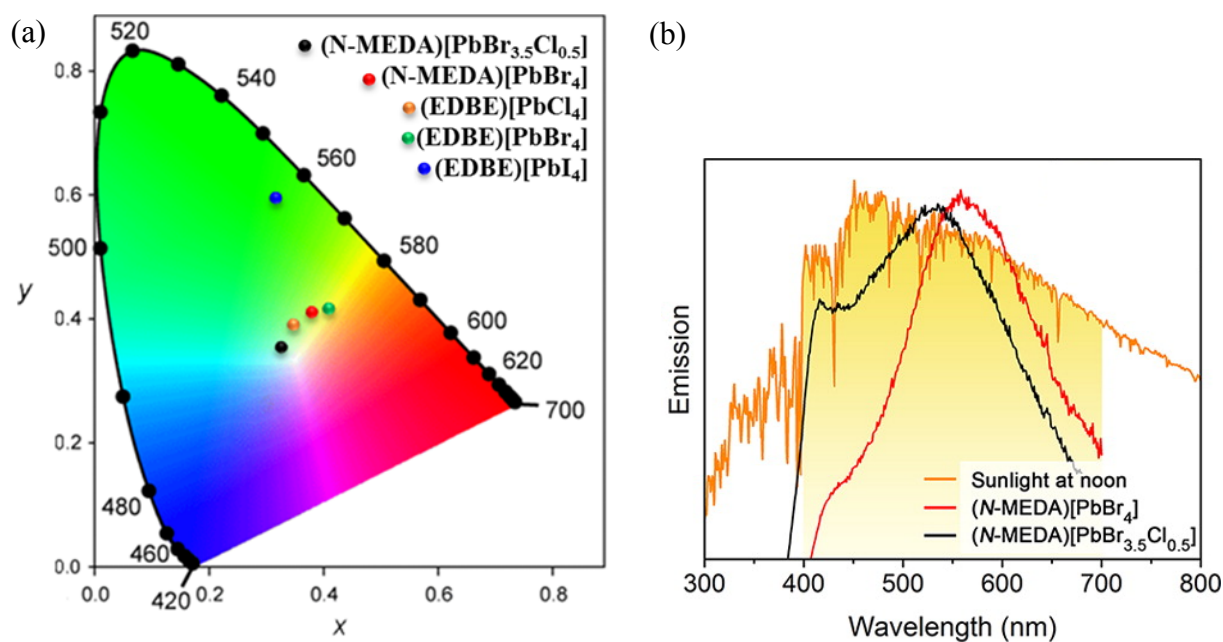 (a)
520
(N-MEDA)[PbBr3.5Cl0.5]
0.8
540
(N-MEDA)[PbBr4]
(EDBE)[PbCl4]
(EDBE)[PbBr4]
560
(EDBE)[PbI4]
0.6
500
580
y
0.4
600
620
700
0.2
480
460
0.0
420
0.0 0.2 0.4 0.6 0.8
x
(b)
Emission
Sunlight at noon
(N-MEDA)[PbBr4]
(N-MEDA)[PbBr3.5Cl0.5]
300 400 500 600 700 800
Wavelength (nm)